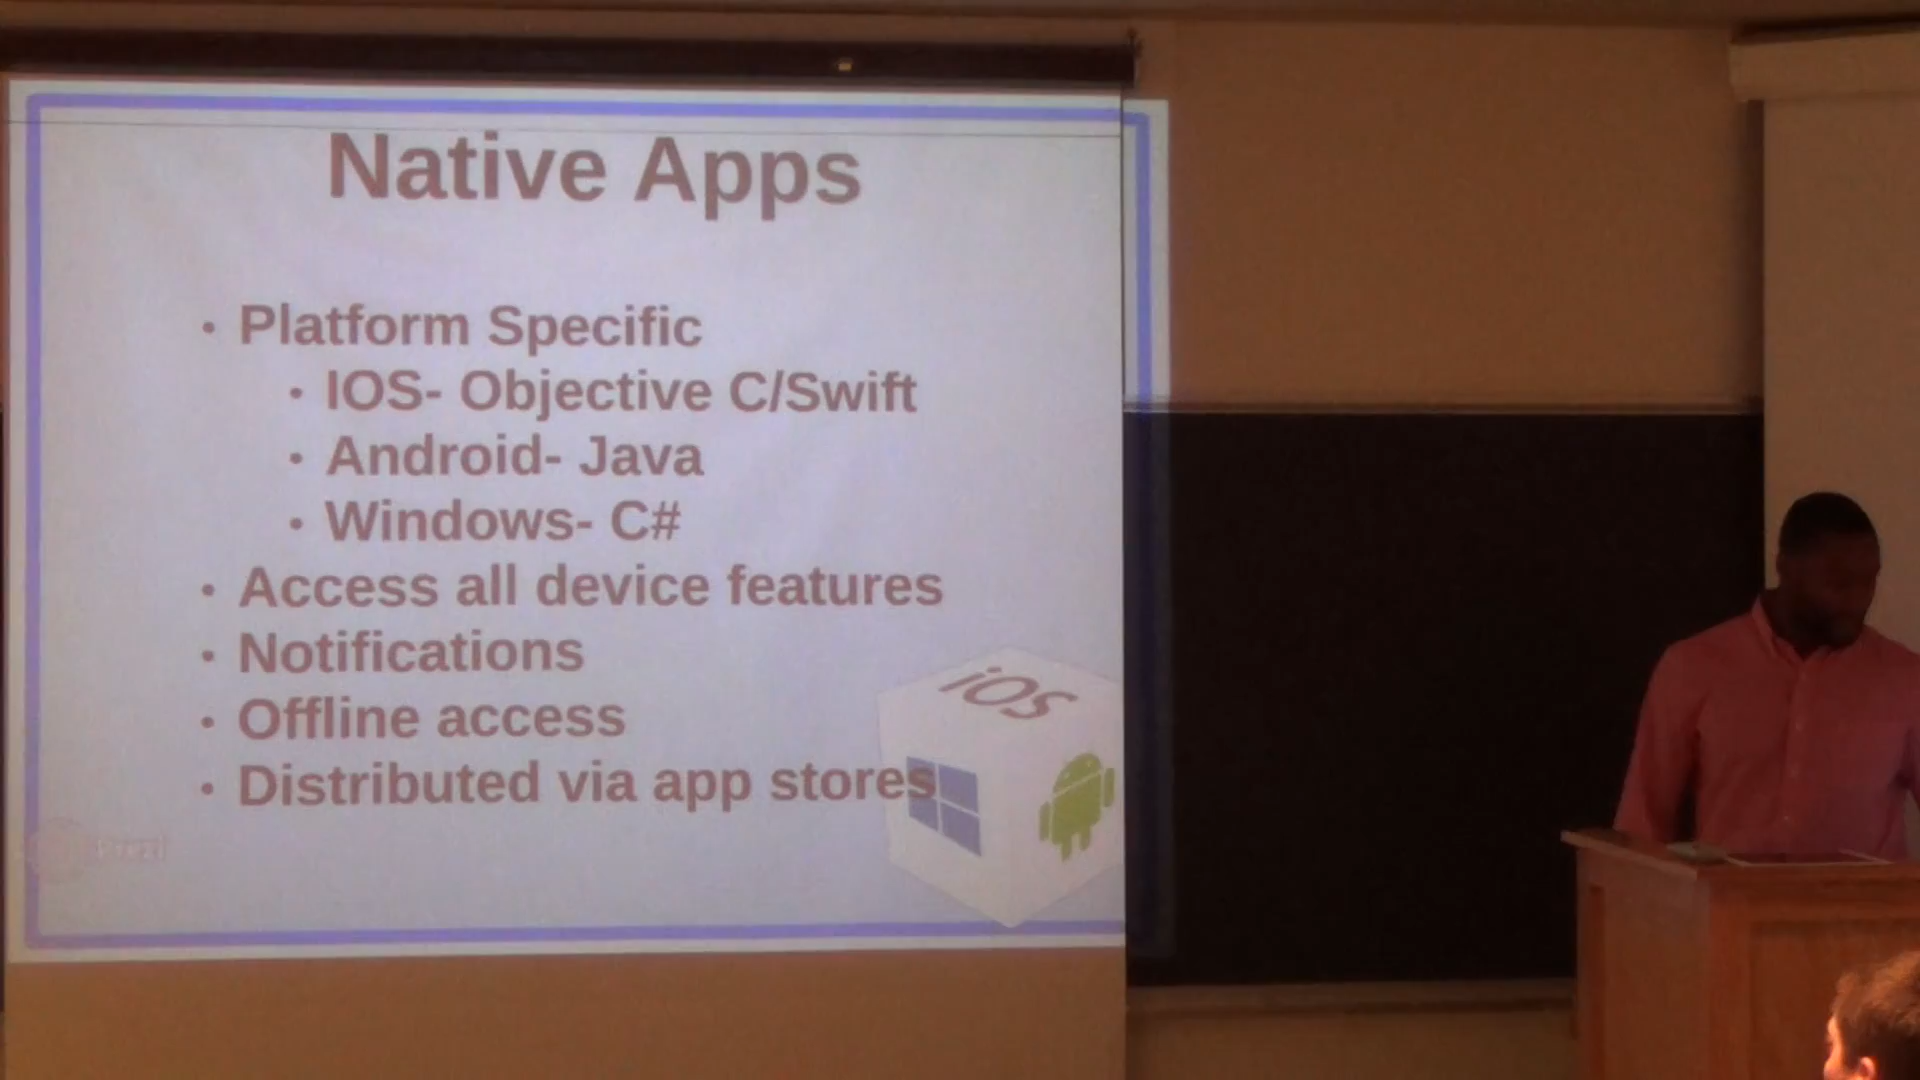 Native Apps
• Platform Specific
• IOS- Objective C/Swift
• Android- Java
• Windows- C#
• Access all device features
• Notifications
• Offline access
• Distributed via app stores
iOS
Prezi